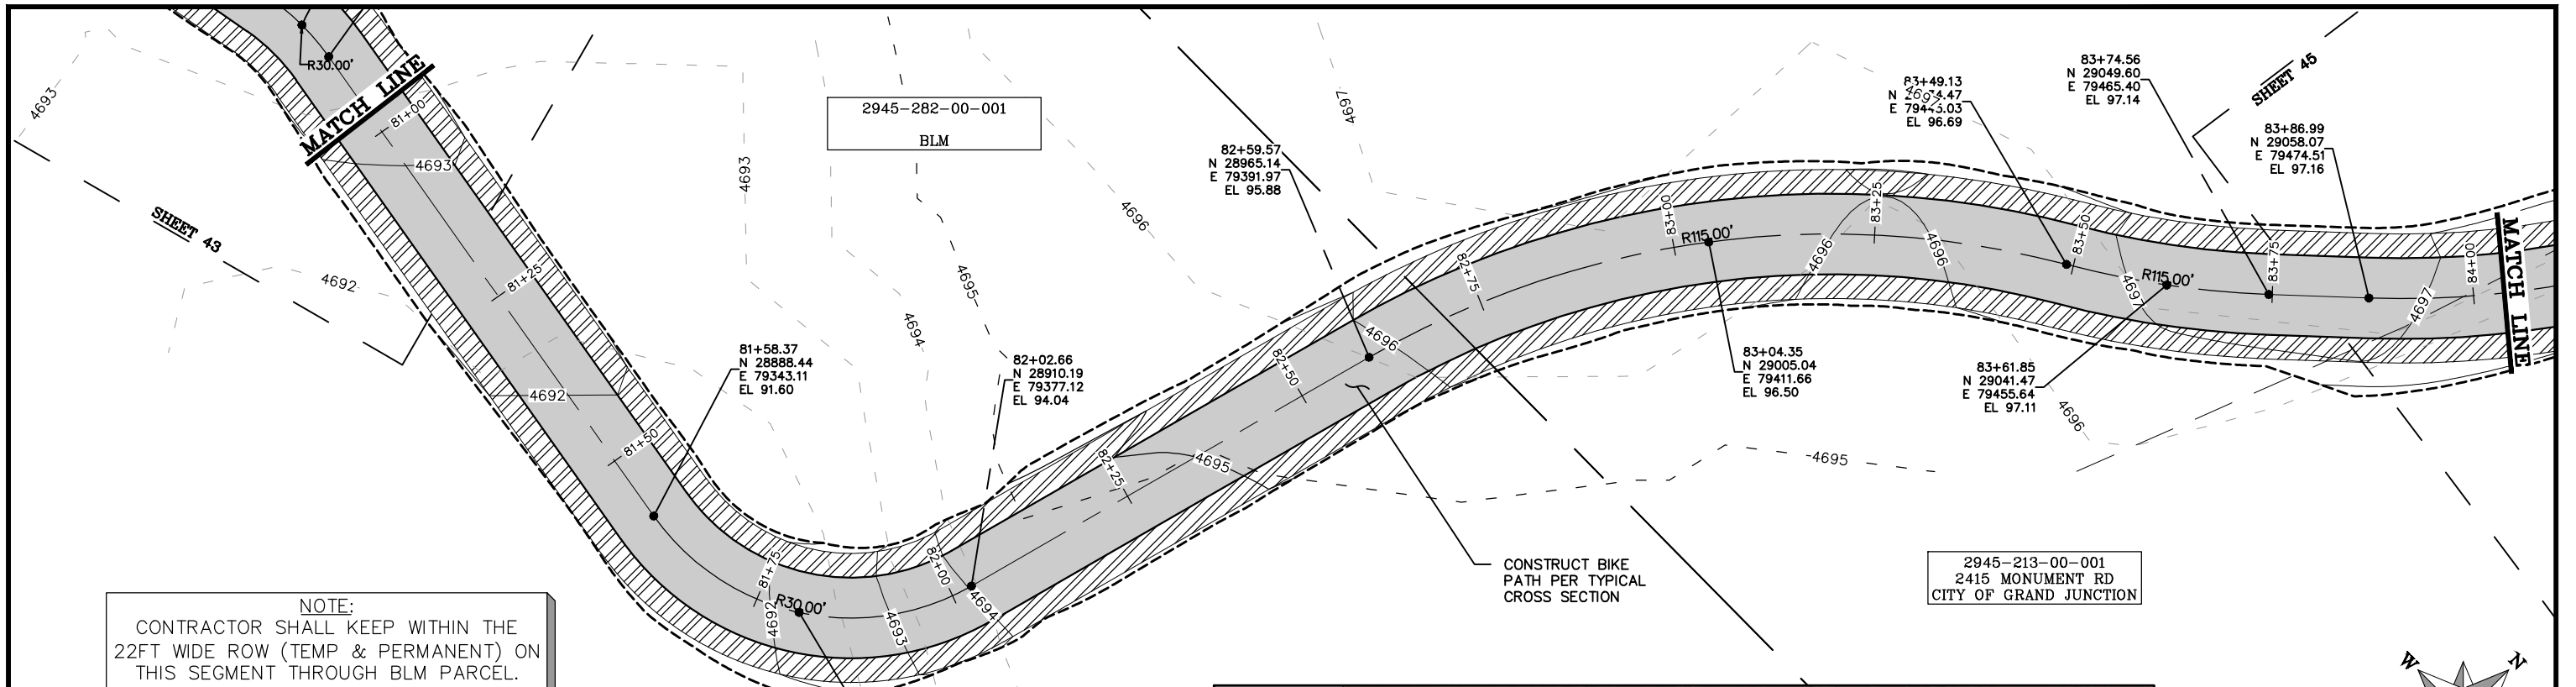 R30.00'
MATCH LINE
4693
81+00
4693
SHEET 43
4692
81+25
4692
81+50
81+58.37
N 28888.44
E 79343.11
EL 91.60
2945-282-00-001
BLM
4693
4694
4695
4696
82+02.66
N 28910.19
E 79377.12
EL 94.04
81+75
R30.00'
4692
4693
82+00
4694
82+25
4695
82+50
82+59.57
N 28965.14
E 79391.97
EL 95.88
4696
82+75
4697
83+00
R115.00'
83+04.35
N 29005.04
E 79411.66
EL 96.50
4696
83+25
4696
83+49.13
N
E
EL 96.69
4697
83+50
83+61.85
N 29041.47
E 79455.64
EL 97.11
R115.00'
4697
83+74.56
N 29049.60
E 79465.40
EL 97.14
83+75
SHEET 45
83+86.99
N 29058.07
E 79474.51
EL 97.16
4697
84+00
MATCH LINE
4696
-4695
CONSTRUCT BIKE
PATH PER TYPICAL
CROSS SECTION
2945-213-00-001
2415 MONUMENT RD
CITY OF GRAND JUNCTION
NOTE:
CONTRACTOR SHALL KEEP WITHIN THE
22FT WIDE ROW (TEMP & PERMANENT) ON
THIS SEGMENT THROUGH BLM PARCEL.
W
N